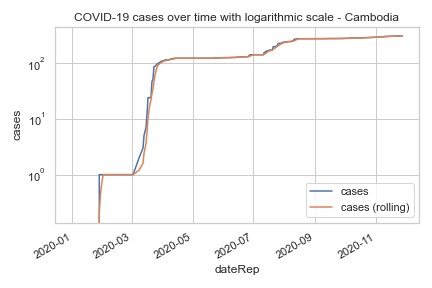 COVID-19 cases over time with logarithmic scale - Cambodia
cases
10²
10¹
10⁰
cases
cases (rolling)
2020-01
2020-03
2020-05
2020-07
2020-09
2020-11
dateRep